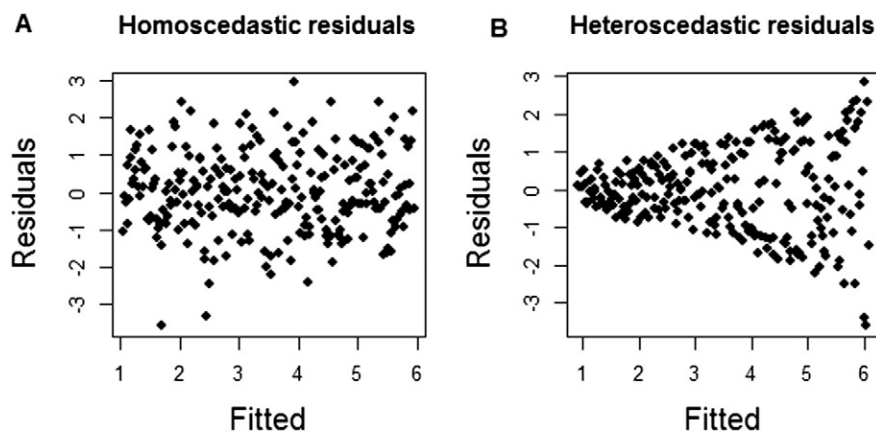 A
Homoscedastic residuals
Residuals
3
2
1
0
-1
-2
-3
1 2 3 4 5 6
Fitted
B
Heteroscedastic residuals
Residuals
3
2
1
0
-1
-2
-3
1 2 3 4 5 6
Fitted